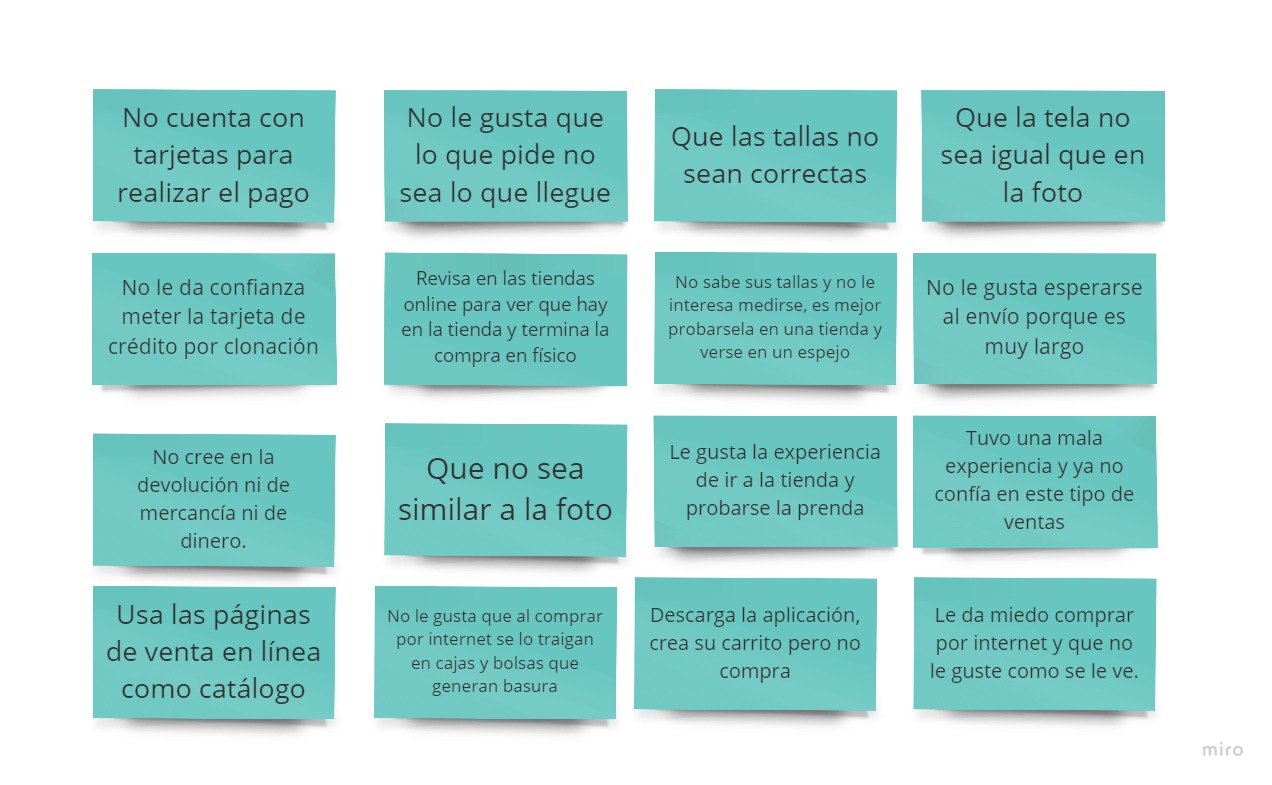 No cuenta con
tarjetas para
realizar el pago
No le gusta que
lo que pide no
sea lo que llegue
Que las tallas no
sean correctas
Que la tela no
sea igual que en
la foto
No le da confianza
meter la tarjeta de
crédito por clonación
Revisa en las tiendas
online para ver que hay
en la tienda y termina la
compra en físico
No sabe sus tallas y no le
interesa medirse, es mejor
probarsela en una tienda y
verse en un espejo
No le gusta esperarse
al envío porque es
muy largo
No cree en la
devolución ni de
mercancía ni de
dinero.
Que no sea
similar a la foto
Le gusta la experiencia
de ir a la tienda y
probarse la prenda
Tuvo una mala
experiencia y ya no
confía en este tipo de
ventas
Usa las páginas
de venta en línea
como catálogo
No le gusta que al comprar
por internet se lo traigan
en cajas y bolsas que
generan basura
Descarga la aplicación,
crea su carrito pero no
compra
Le da miedo comprar
por internet y que no
le guste como se le ve.
miro